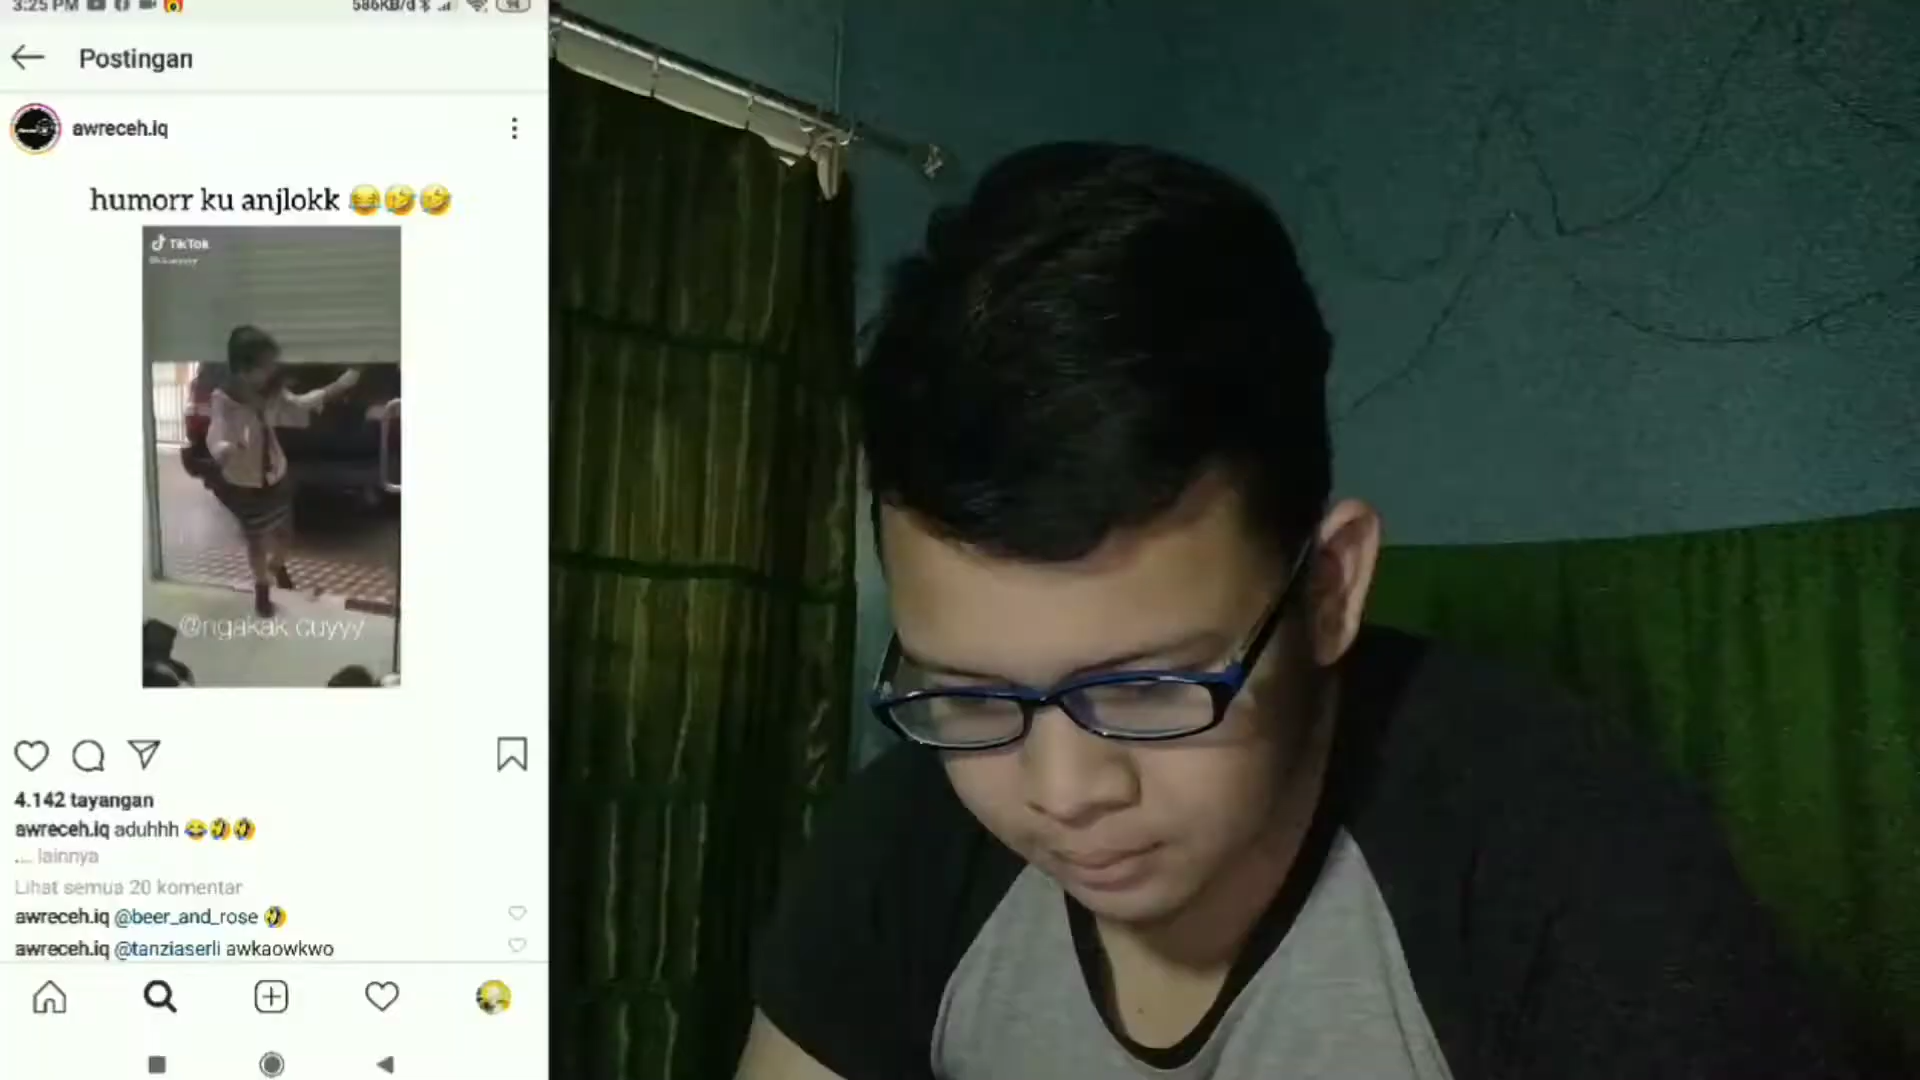 3:25 PM
586KB/d
Postingan
awreceh.iq
humorr ku anjlokk 😂🤣🤣
TikTok
@ngakak cuyyy
4.142 tayangan
awreceh.iq aduhhh 😂🤣🤣
... lainnya
Lihat semua 20 komentar
awreceh.iq @beer_and_rose 🤣
awreceh.iq @tanziaserli awkaowkwo